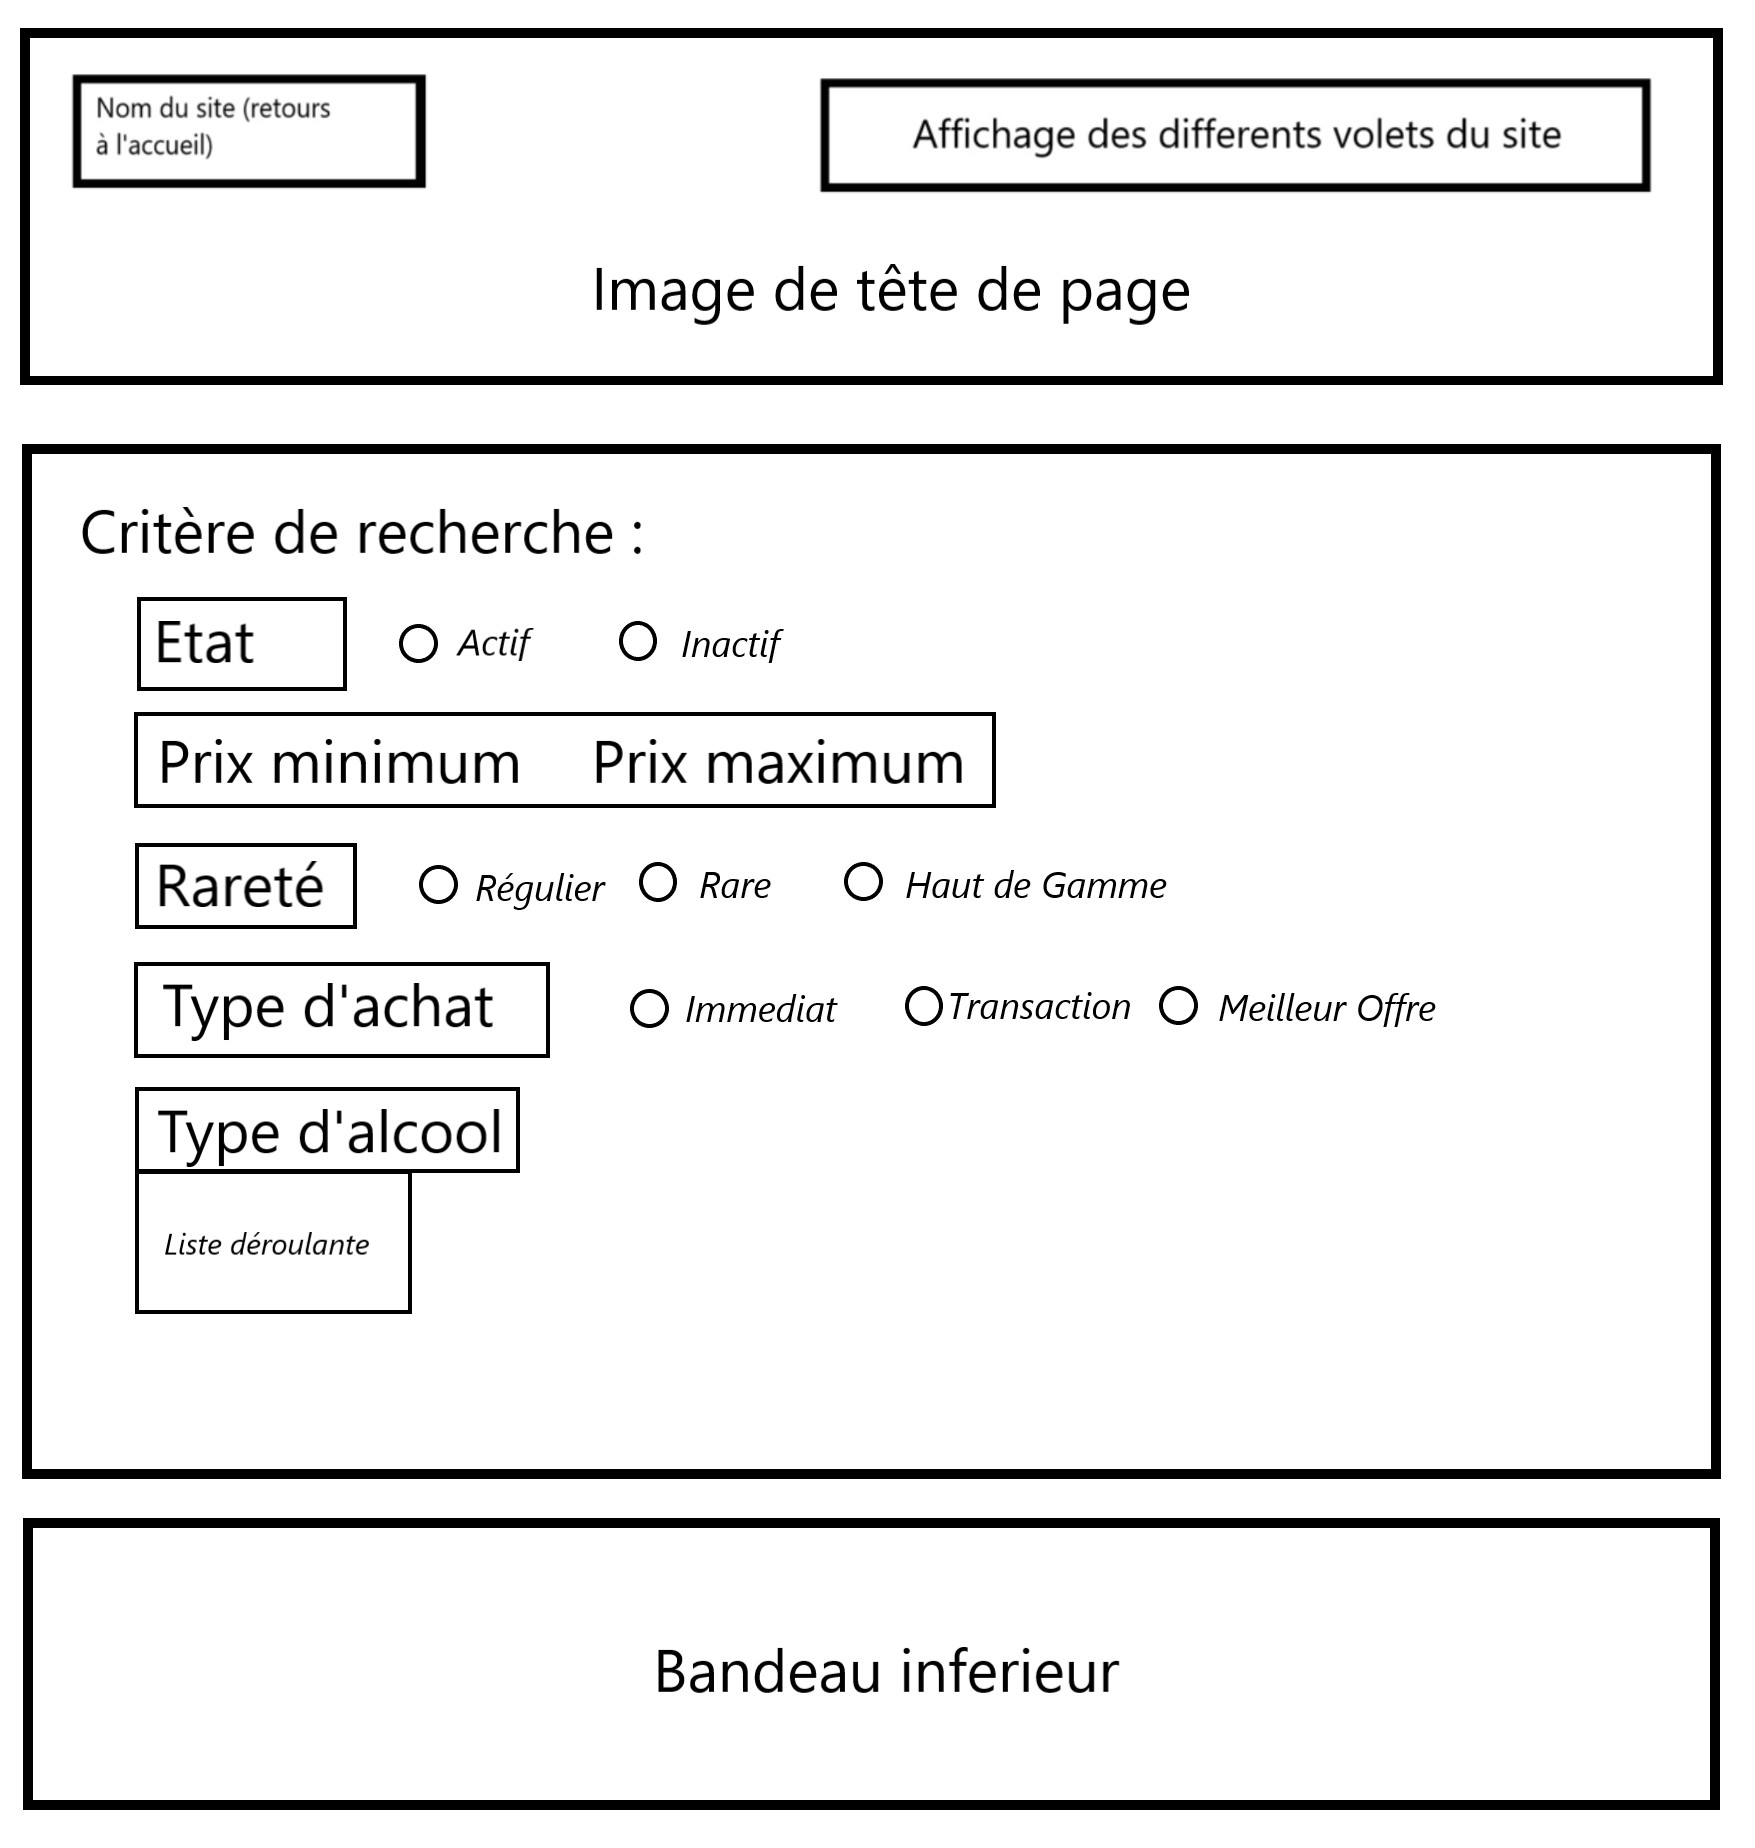 Nom du site (retours
à l'accueil)
Affichage des differents volets du site
Image de tête de page
Critère de recherche :
Etat Actif Inactif
Prix minimum Prix maximum
Rareté Régulier Rare Haut de Gamme
Type d'achat Immediat Transaction Meilleur Offre
Type d'alcool
Liste déroulante
Bandeau inferieur